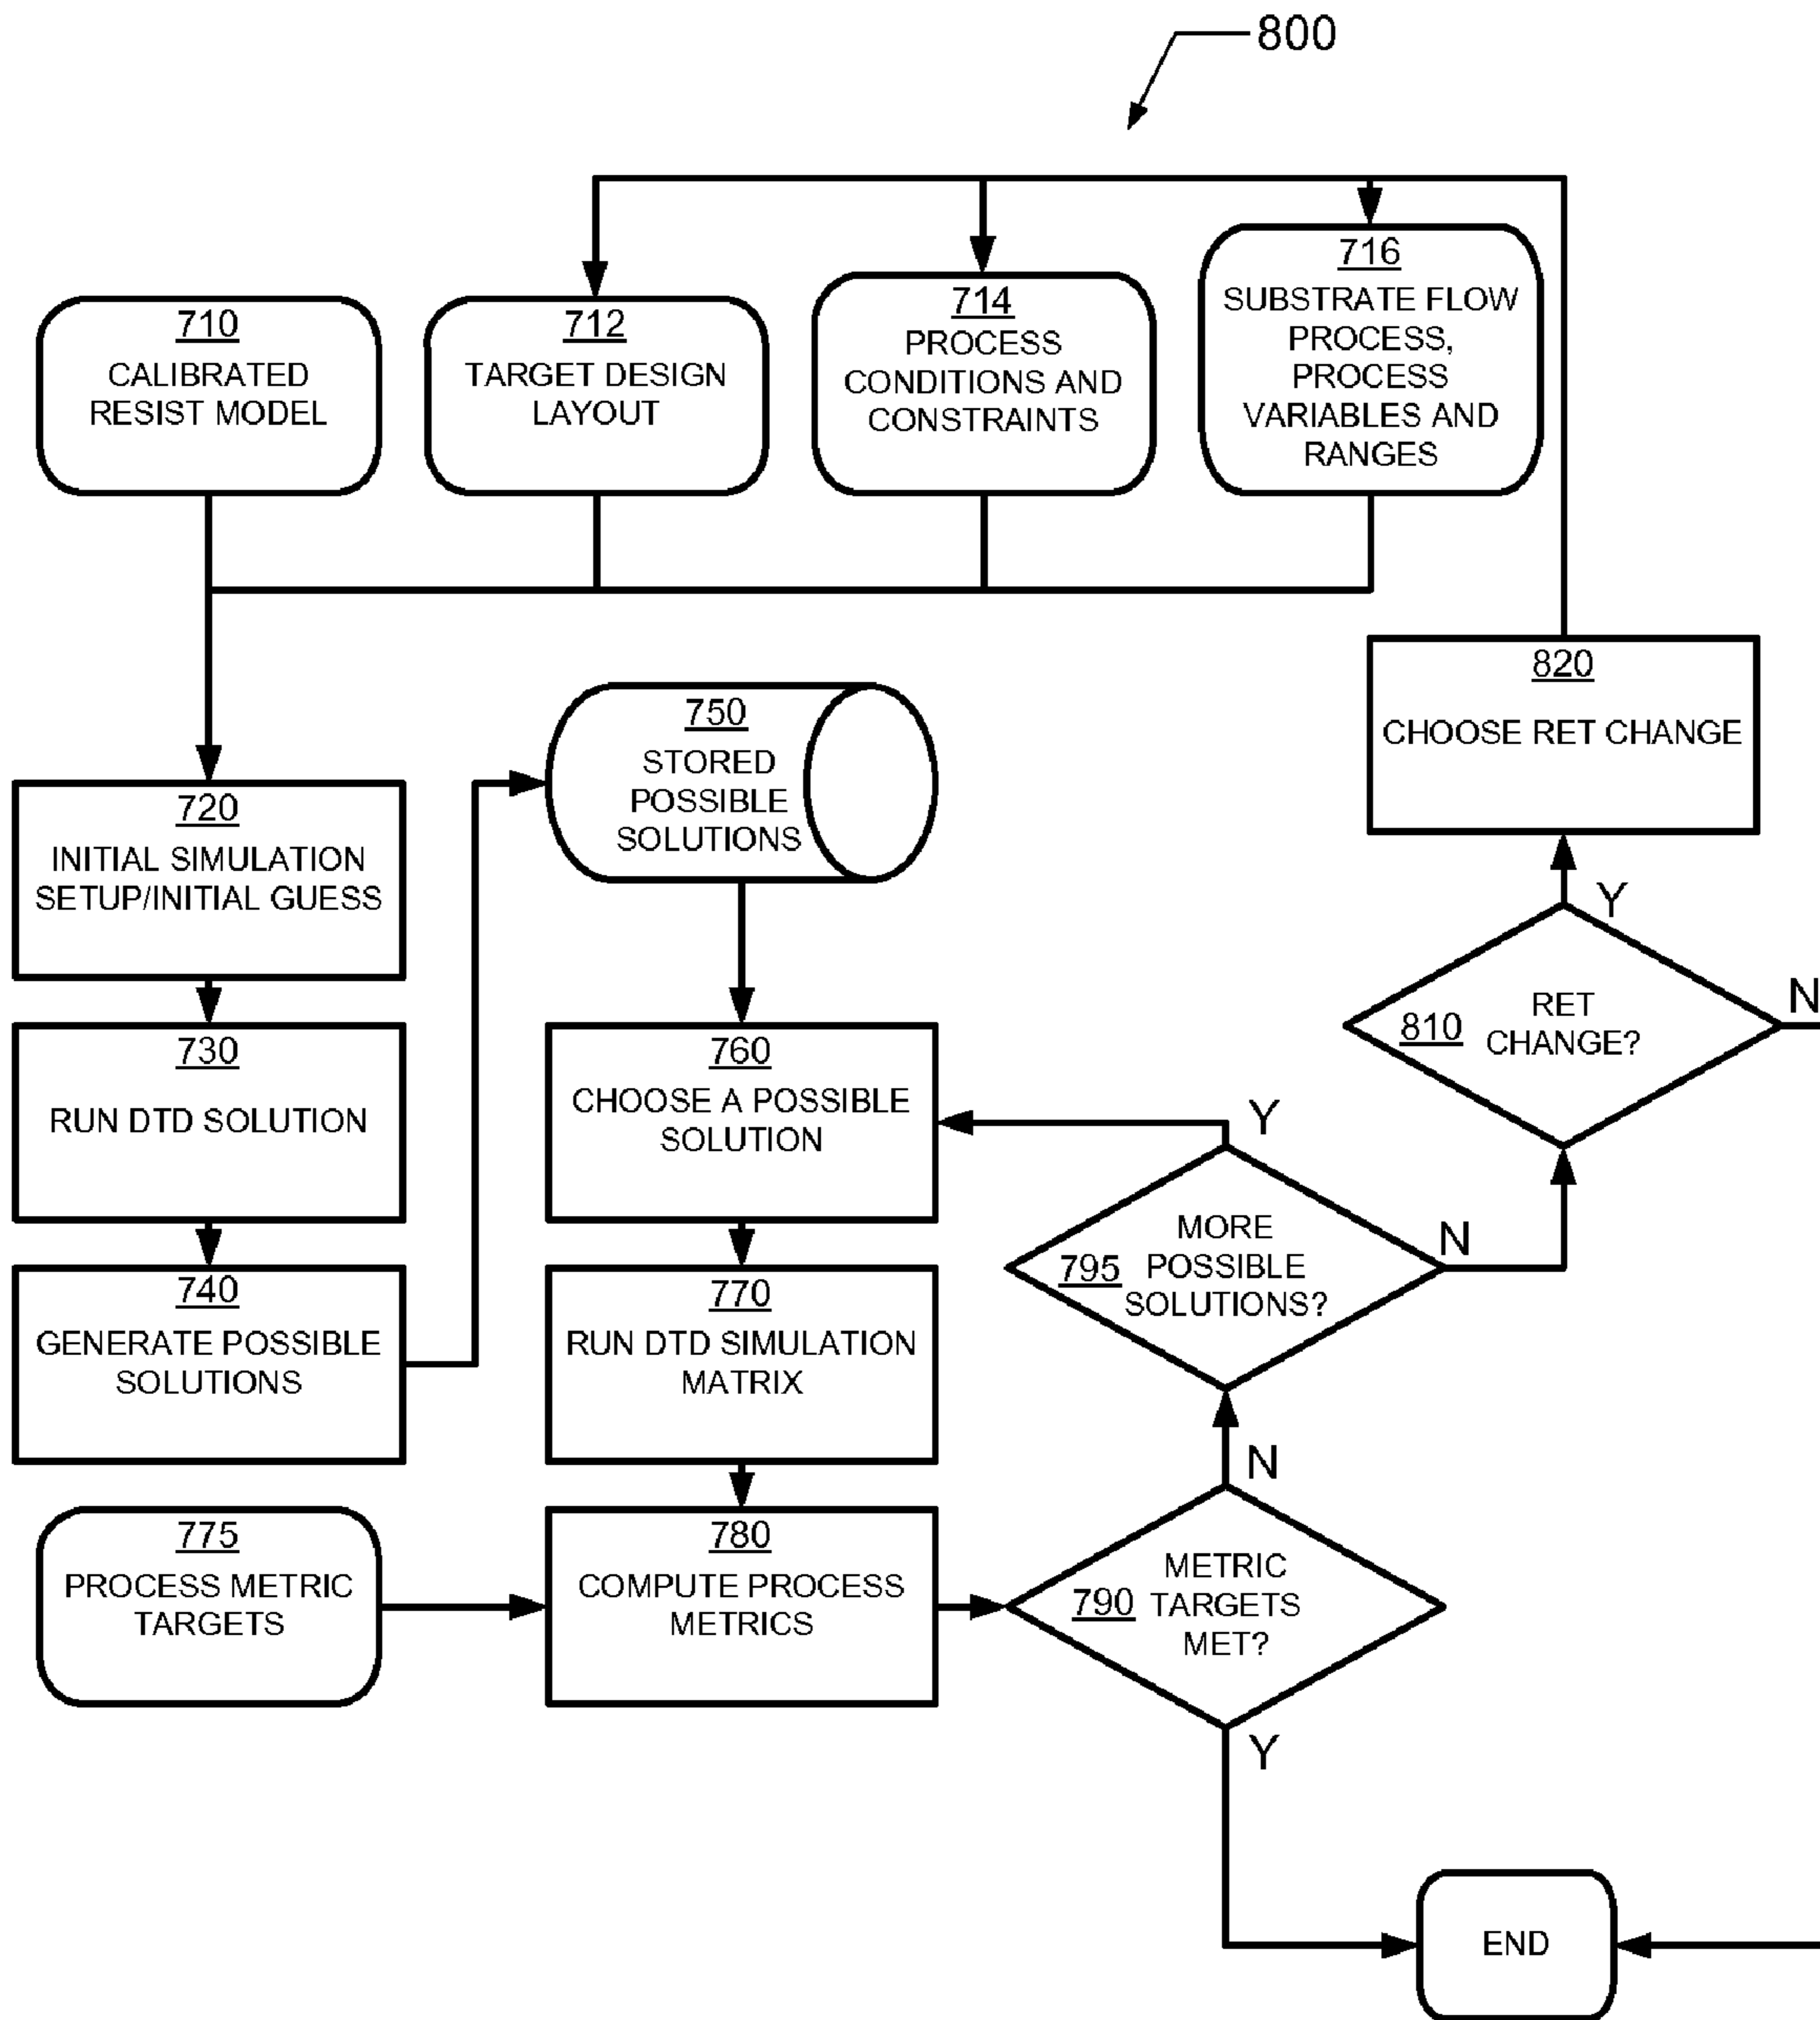 800
710
CALIBRATED
RESIST MODEL
712
TARGET DESIGN
LAYOUT
714
PROCESS
CONDITIONS AND
CONSTRAINTS
716
SUBSTRATE FLOW
PROCESS,
PROCESS
VARIABLES AND
RANGES
720
INITIAL SIMULATION
SETUP/INITIAL GUESS
730
RUN DTD SOLUTION
740
GENERATE POSSIBLE
SOLUTIONS
750
STORED
POSSIBLE
SOLUTIONS
760
CHOOSE A POSSIBLE
SOLUTION
770
RUN DTD SIMULATION
MATRIX
775
PROCESS METRIC
TARGETS
780
COMPUTE PROCESS
METRICS
790
METRIC
TARGETS
MET?
N
Y
795
MORE
POSSIBLE
SOLUTIONS?
Y
N
810
RET
CHANGE?
Y
N
820
CHOOSE RET CHANGE
END